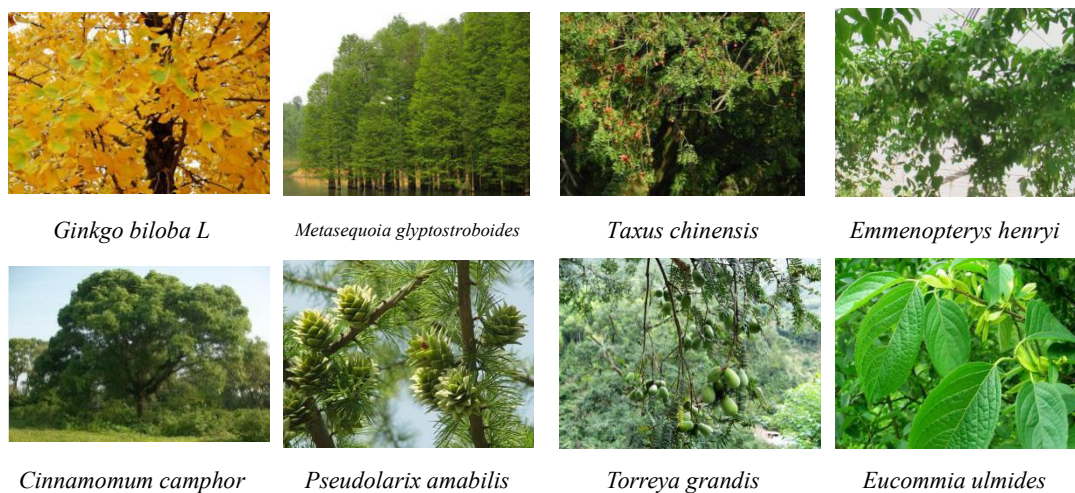 Ginkgo biloba L
Metasequoia glyptostroboides
Taxus chinensis
Emmenopterys henryi
Cinnamomum camphor
Pseudolarix amabilis
Torreya grandis
Eucommia ulmides